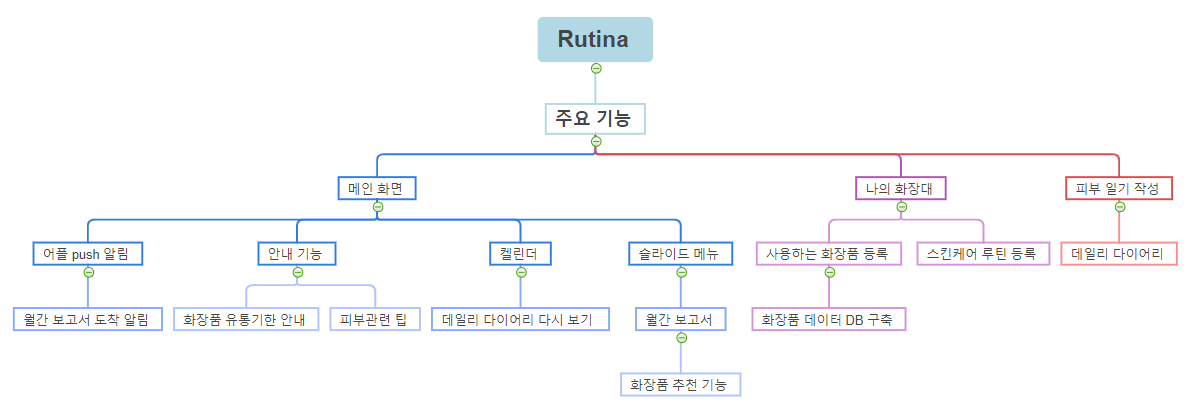 Rutina
주요 기능
메인 화면
나의 화장대
피부 일기 작성
어플 push 알림
안내 기능
켈린더
슬라이드 메뉴
사용하는 화장품 등록
스킨케어 루틴 등록
데일리 다이어리
월간 보고서 도착 알림
화장품 유통기한 안내
피부관련 팁
데일리 다이어리 다시 보기
월간 보고서
화장품 데이터 DB 구축
화장품 추천 기능